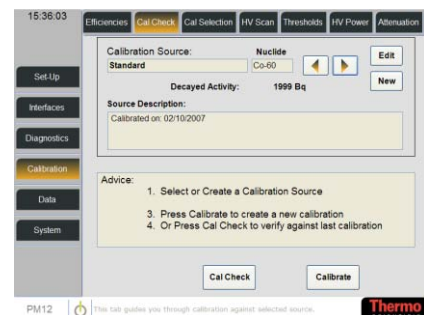 15:36:03
Efficiencies Cal Check Cal Selection HV Scan Thresholds HV Power Attenuation
Set-Up
Interfaces
Diagnostics
Calibration
Data
System
Calibration Source: Nuclide
Standard Co-60 Edit
New
Decayed Activity: 1999 Bq
Source Description:
Calibrated on: 02/10/2007
Advice:
1. Select or Create a Calibration Source
3. Press Calibrate to create a new calibration
4. Or Press Cal Check to verify against last calibration
Cal Check Calibrate
PM12 This tab guides you through calibration against selected source. Thermo